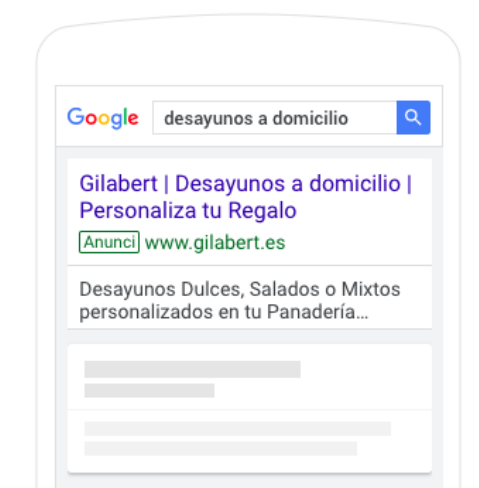 Google desayunos a domicilio
Gilabert | Desayunos a domicilio |
Personaliza tu Regalo
Anunci www.gilabert.es
Desayunos Dulces, Salados o Mixtos
personalizados en tu Panadería...